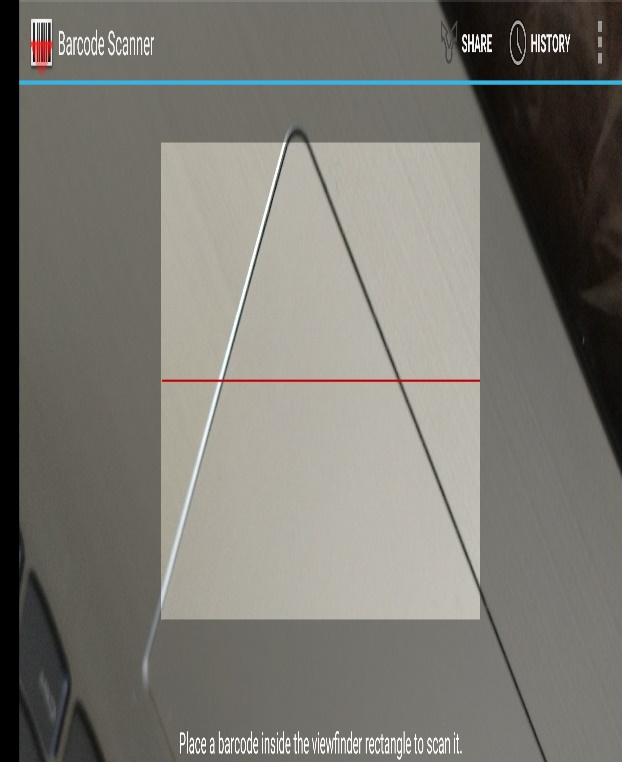 Barcode Scanner SHARE HISTORY
Place a barcode inside the viewfinder rectangle to scan it.